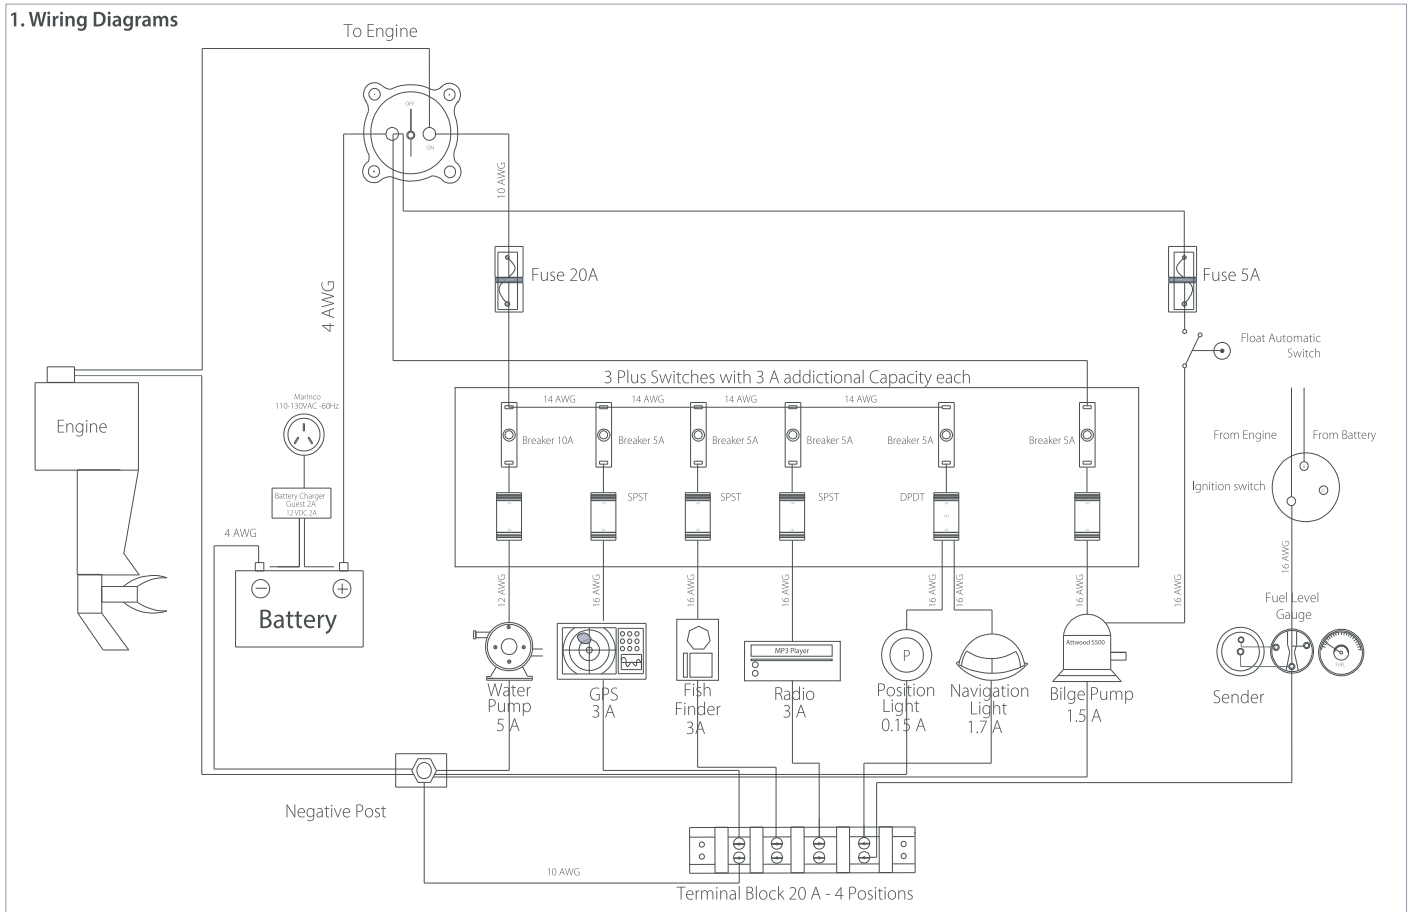 1. Wiring Diagrams
To Engine
OFF
ON
10 AWG
4 AWG
Fuse 20A
Fuse 5A
Float Automatic
Switch
3 Plus Switches with 3 A addictional Capacity each
14 AWG
14 AWG
14 AWG
14 AWG
Breaker 10A
Breaker 5A
Breaker 5A
Breaker 5A
Breaker 5A
Breaker 5A
SPST
SPST
SPST
DPDT
Engine
Marinco
110-130VAC -60Hz
Battery Charger
Guest 2A
12 VDC 2A
4 AWG
Battery
From Engine
From Battery
Ignition switch
12 AWG
16 AWG
16 AWG
16 AWG
16 AWG
16 AWG
16 AWG
16 AWG
16 AWG
Fuel Level
Gauge
FUEL
Sender
MP3 Player
P
Attwood S500
Water
Pump
5 A
GPS
3 A
Fish
Finder
3A
Radio
3 A
Position
Light
0.15 A
Navigation
Light
1.7 A
Bilge Pump
1.5 A
Negative Post
10 AWG
Terminal Block 20 A - 4 Positions